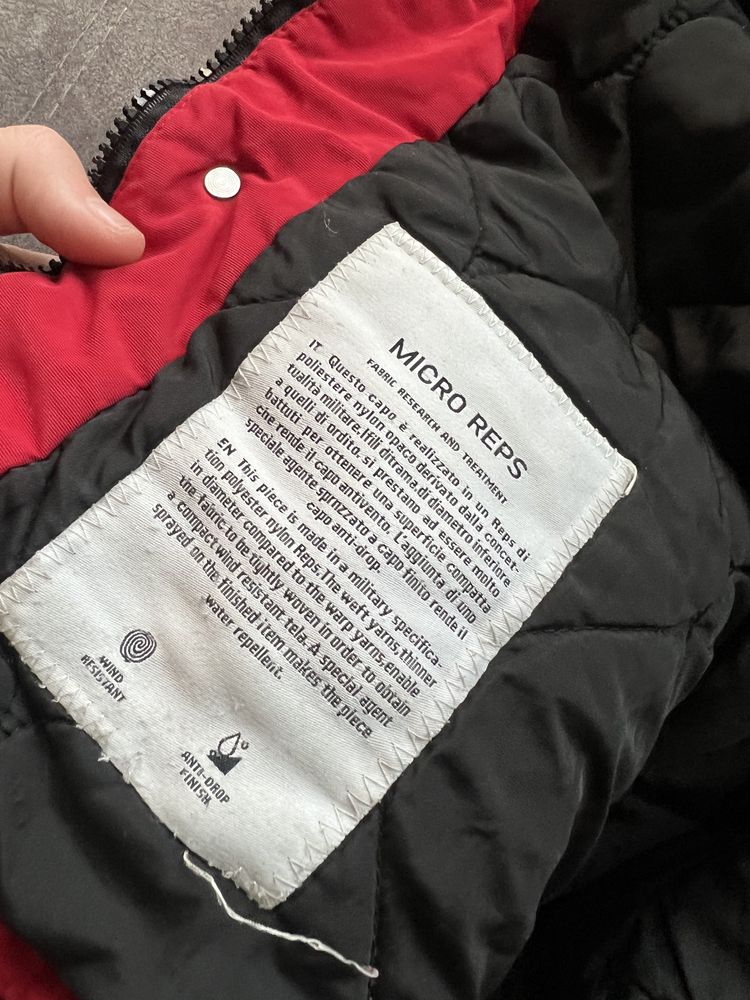 MICRO REPS
FABRIC RESEARCH AND TREATMENT
IT Questo capo è realizzato in un Reps di
poliestere nylon opaco derivato dalla concet-
tualità militare.Ifili ditrama di diametro inferiore
a quelli di ordito, si prestano ad essere molto
battuti, per ottenere una superficie compatta
che rende il capo antivento. L'aggiunta di uno
speciale agente sprizzato a capo finito rende il
capo anti-drop.
EN This piece is made in a military specifica-
tion polyester nylon Reps.The weft yarns,thinner
in diameter compared to the warp yarns,enable
the fabric to be tightly woven in order to obtain
a compact wind resistant tela. A special agent
sprayed on the finished item makes the piece
water repellent.
WIND
RESISTANT
ANTI-DROP
FINISH